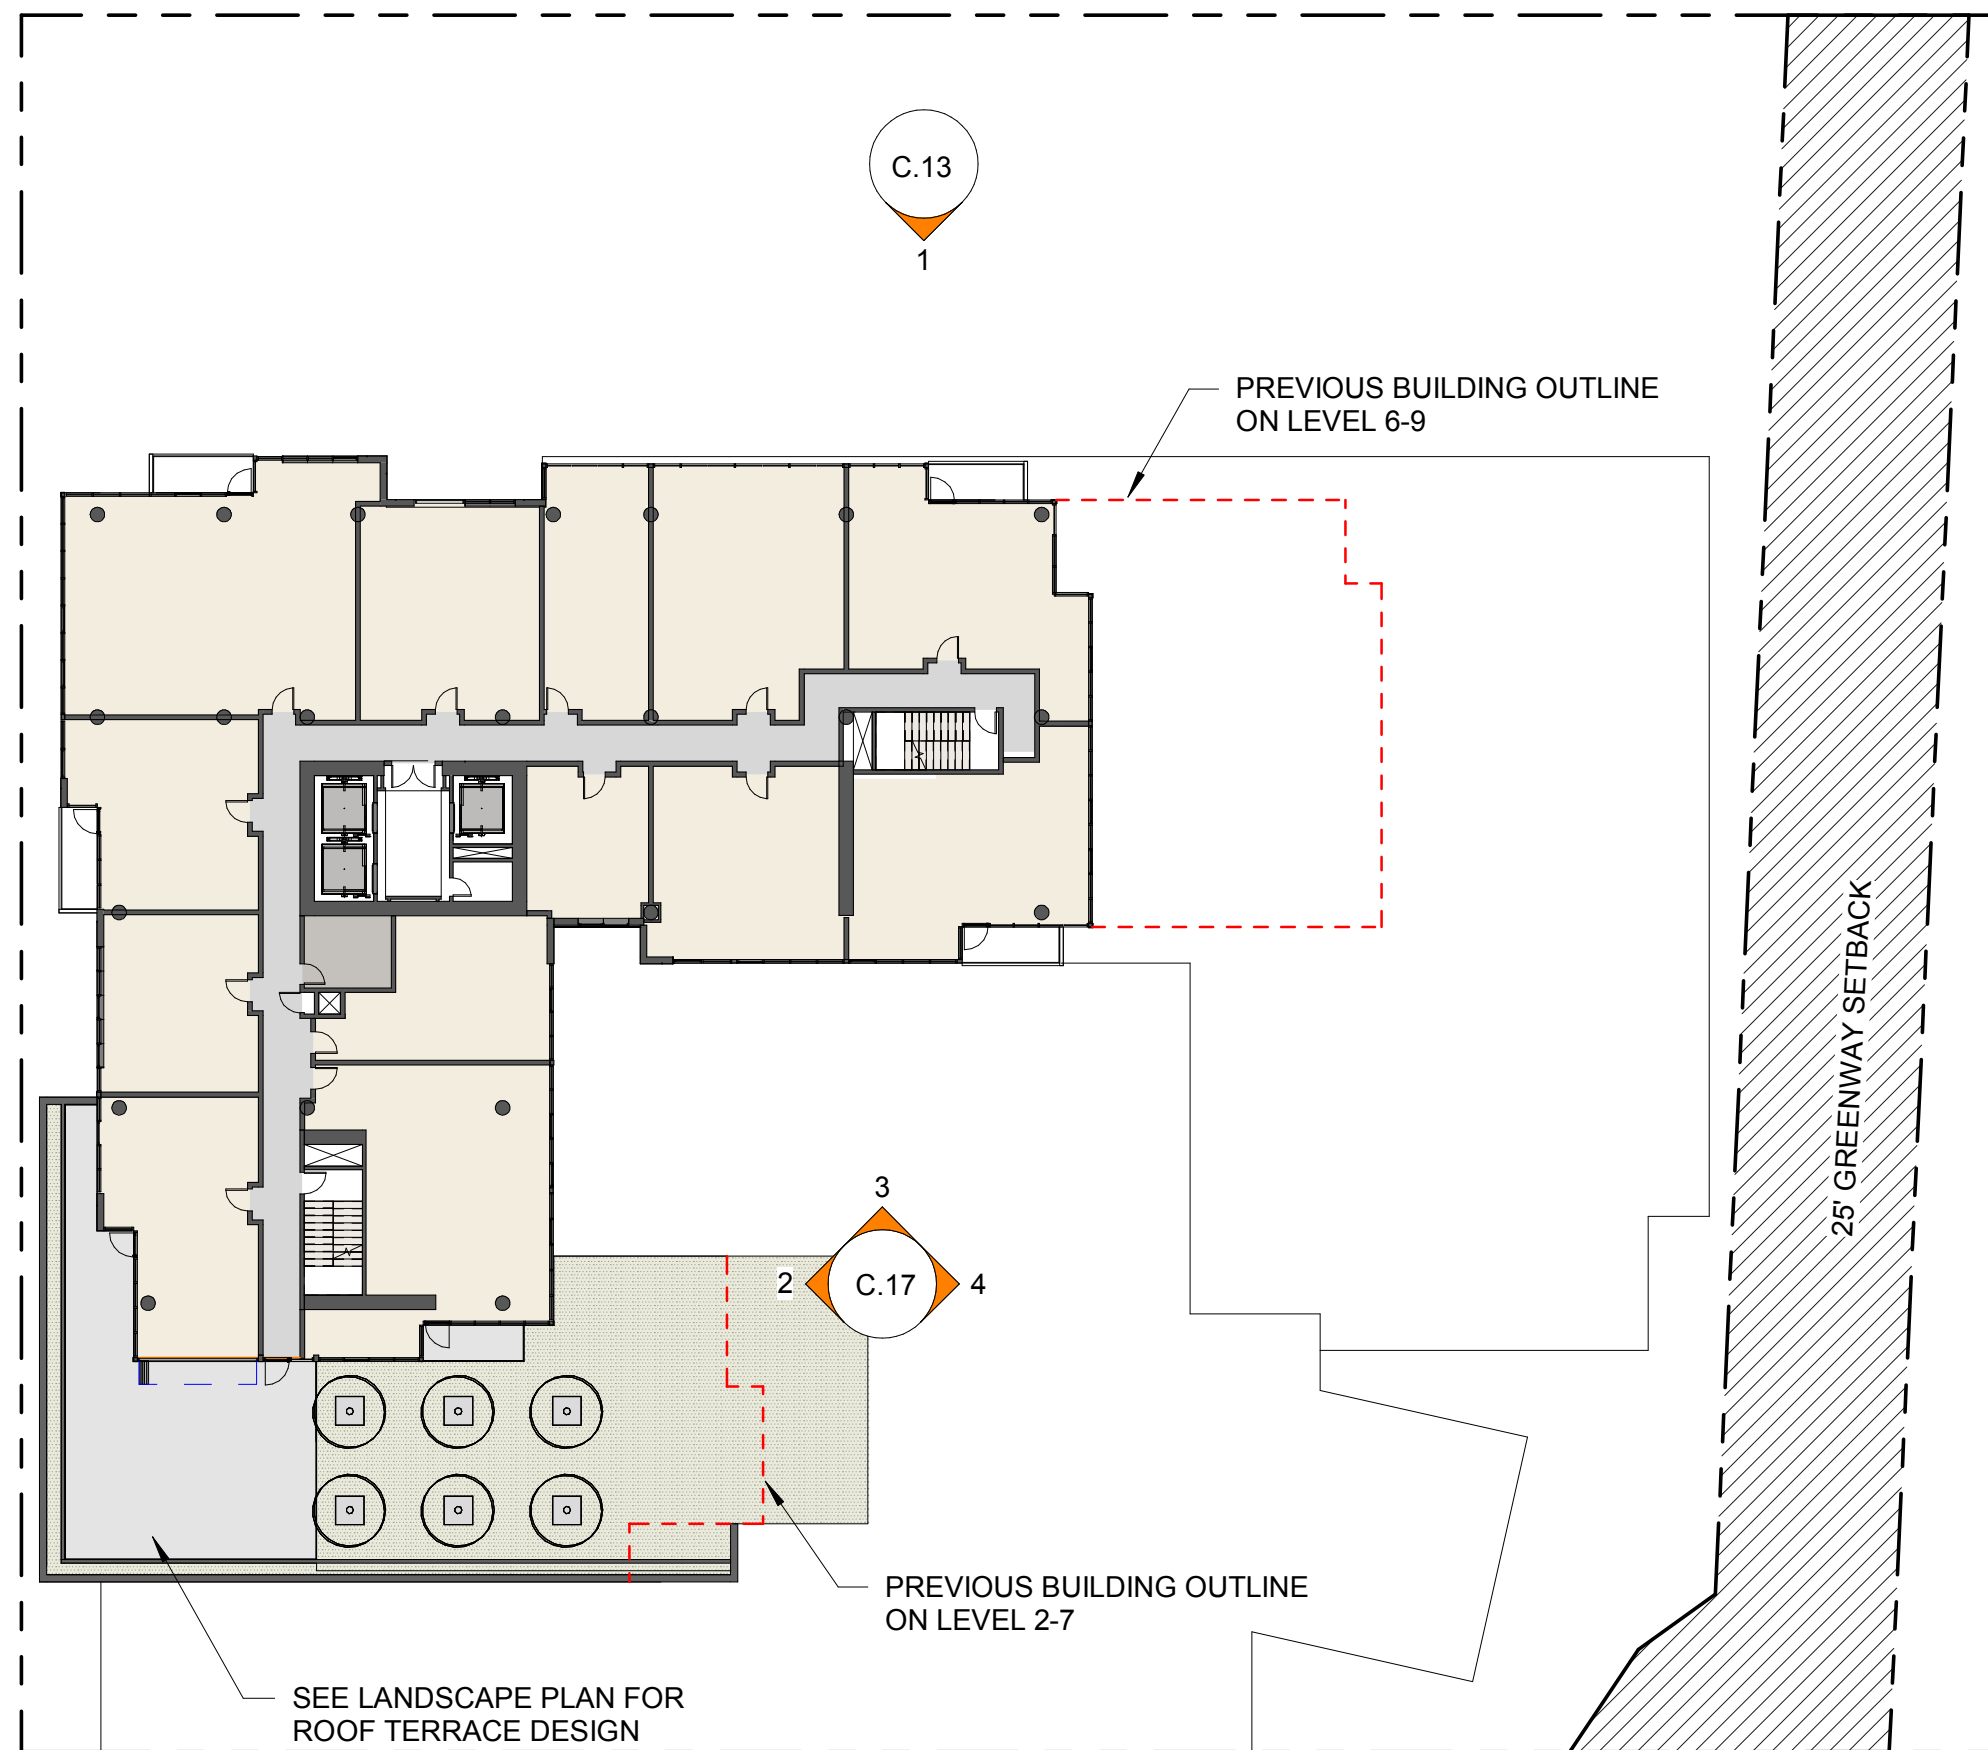 C.13
1
PREVIOUS BUILDING OUTLINE
ON LEVEL 6-9
25' GREENWAY SETBACK
3
2
C.17
4
PREVIOUS BUILDING OUTLINE
ON LEVEL 2-7
SEE LANDSCAPE PLAN FOR
ROOF TERRACE DESIGN